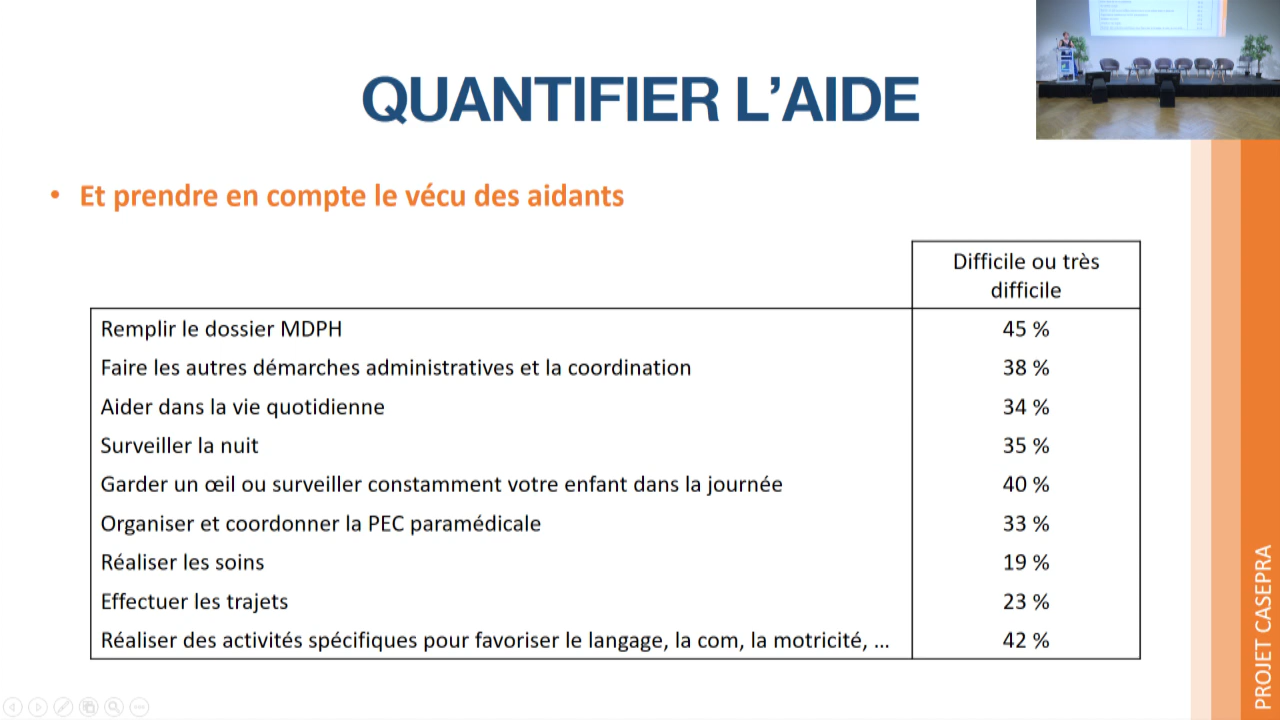 QUANTIFIER L’AIDE
• Et prendre en compte le vécu des aidants
Difficile ou très
difficile
Remplir le dossier MDPH 45 %
Faire les autres démarches administratives et la coordination 38 %
Aider dans la vie quotidienne 34 %
Surveiller la nuit 35 %
Garder un œil ou surveiller constamment votre enfant dans la journée 40 %
Organiser et coordonner la PEC paramédicale 33 %
Réaliser les soins 19 %
Effectuer les trajets 23 %
Réaliser des activités spécifiques pour favoriser le langage, la com, la motricité, ... 42 %
PROJET CASEPRA